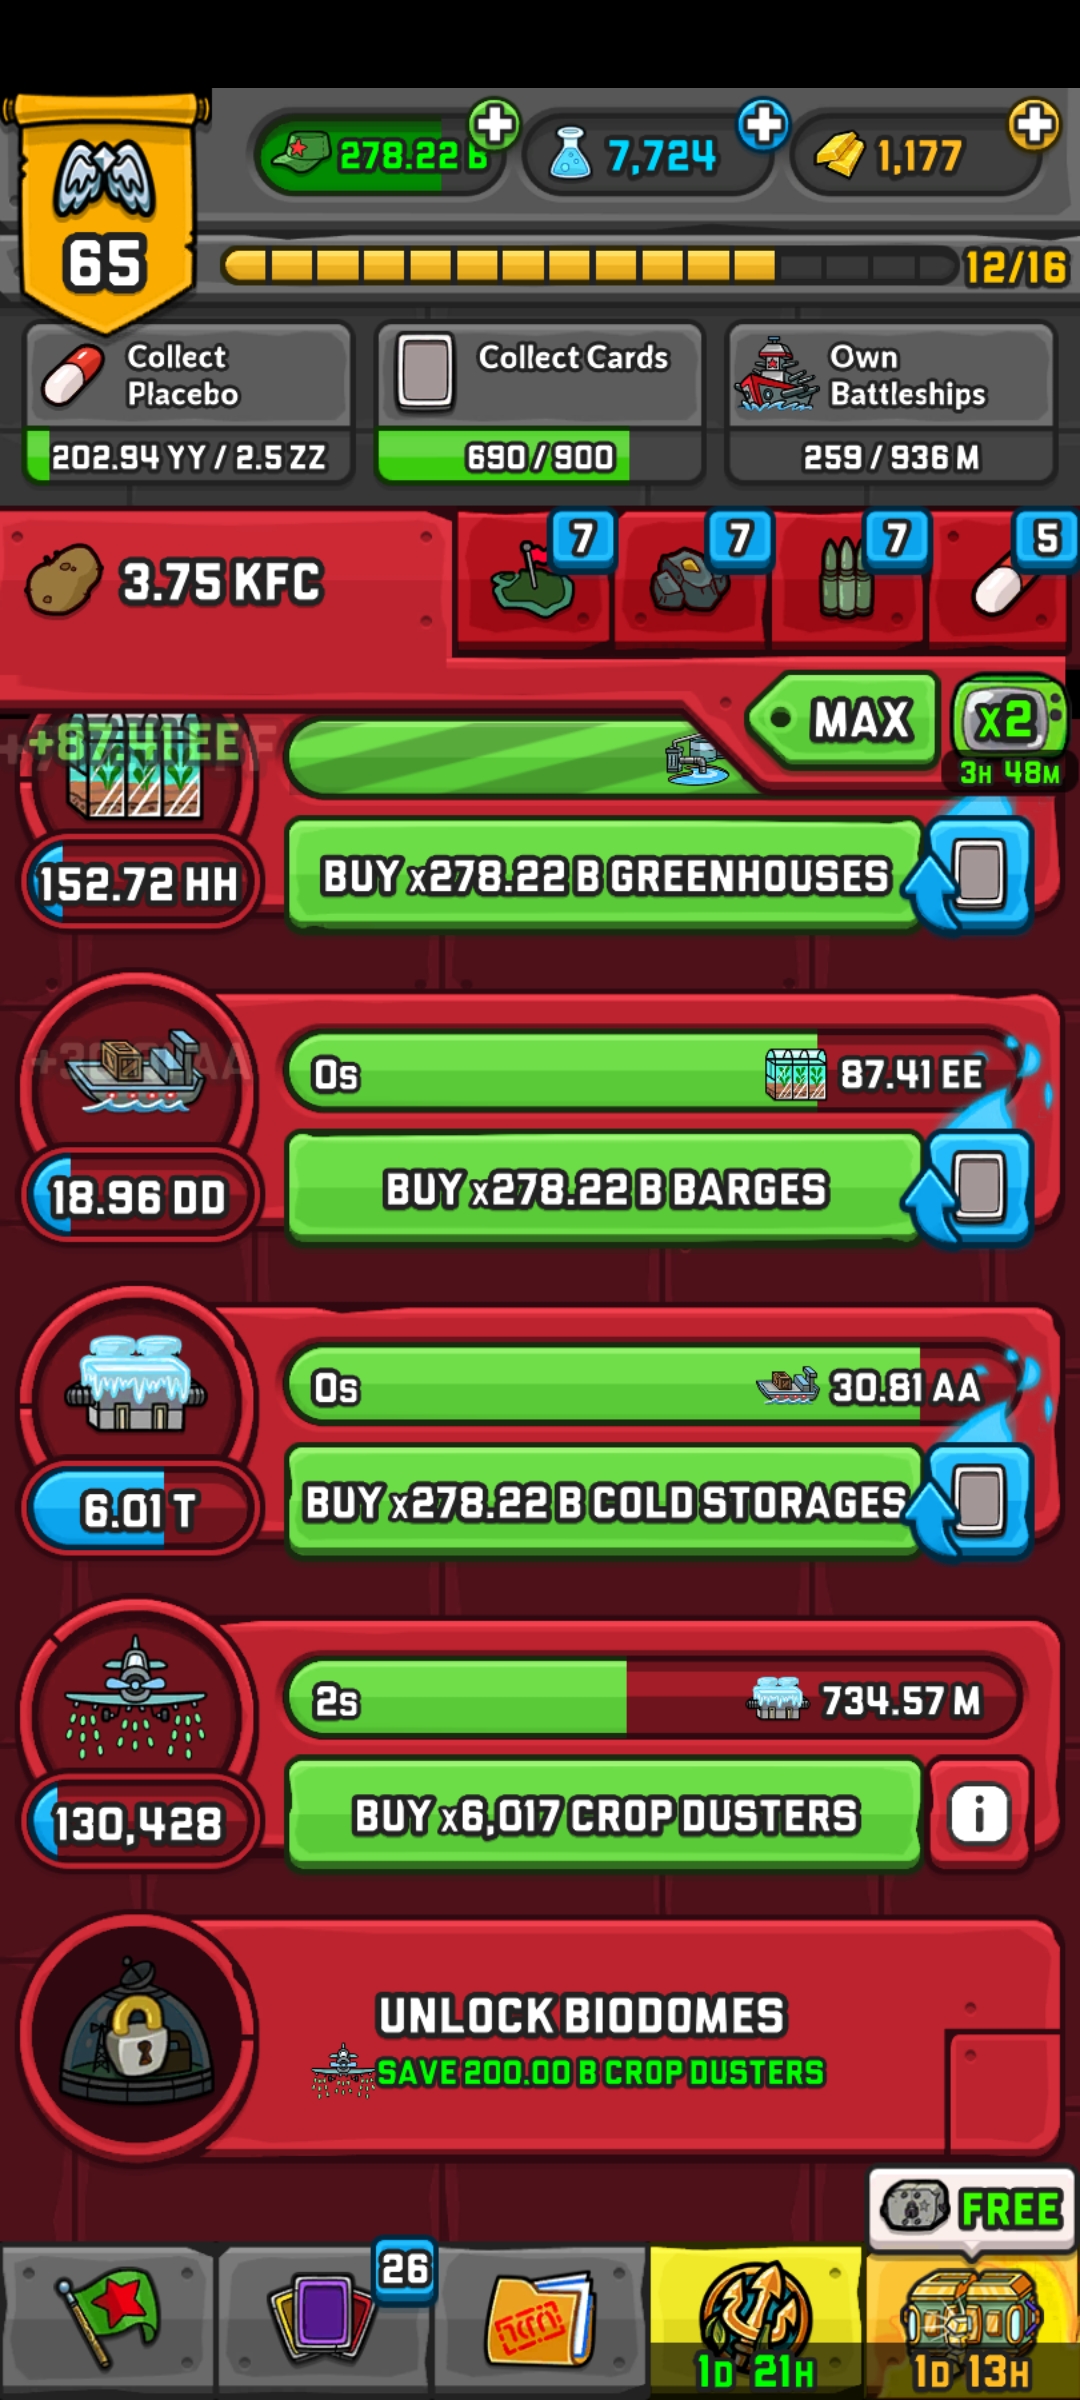 278.22 B
7,724
1,177
65
12/16
Collect
Placebo
Collect Cards
Own
Battleships
202.94 YY / 2.5 ZZ
690/900
259/936 M
7
7
7
5
3.75 KFC
MAX
x2
3H 48M
+87.41 EE
152.72 HH
BUY x278.22 B GREENHOUSES
+30.81 AA
0s
87.41 EE
18.96 DD
BUY x278.22 B BARGES
0s
30.81 AA
6.01 T
BUY x278.22 B COLD STORAGES
2s
734.57 M
130,428
BUY x6,017 CROP DUSTERS
i
UNLOCK BIODOMES
SAVE 200.00 B CROP DUSTERS
FREE
26
1D 21H
1D 13H